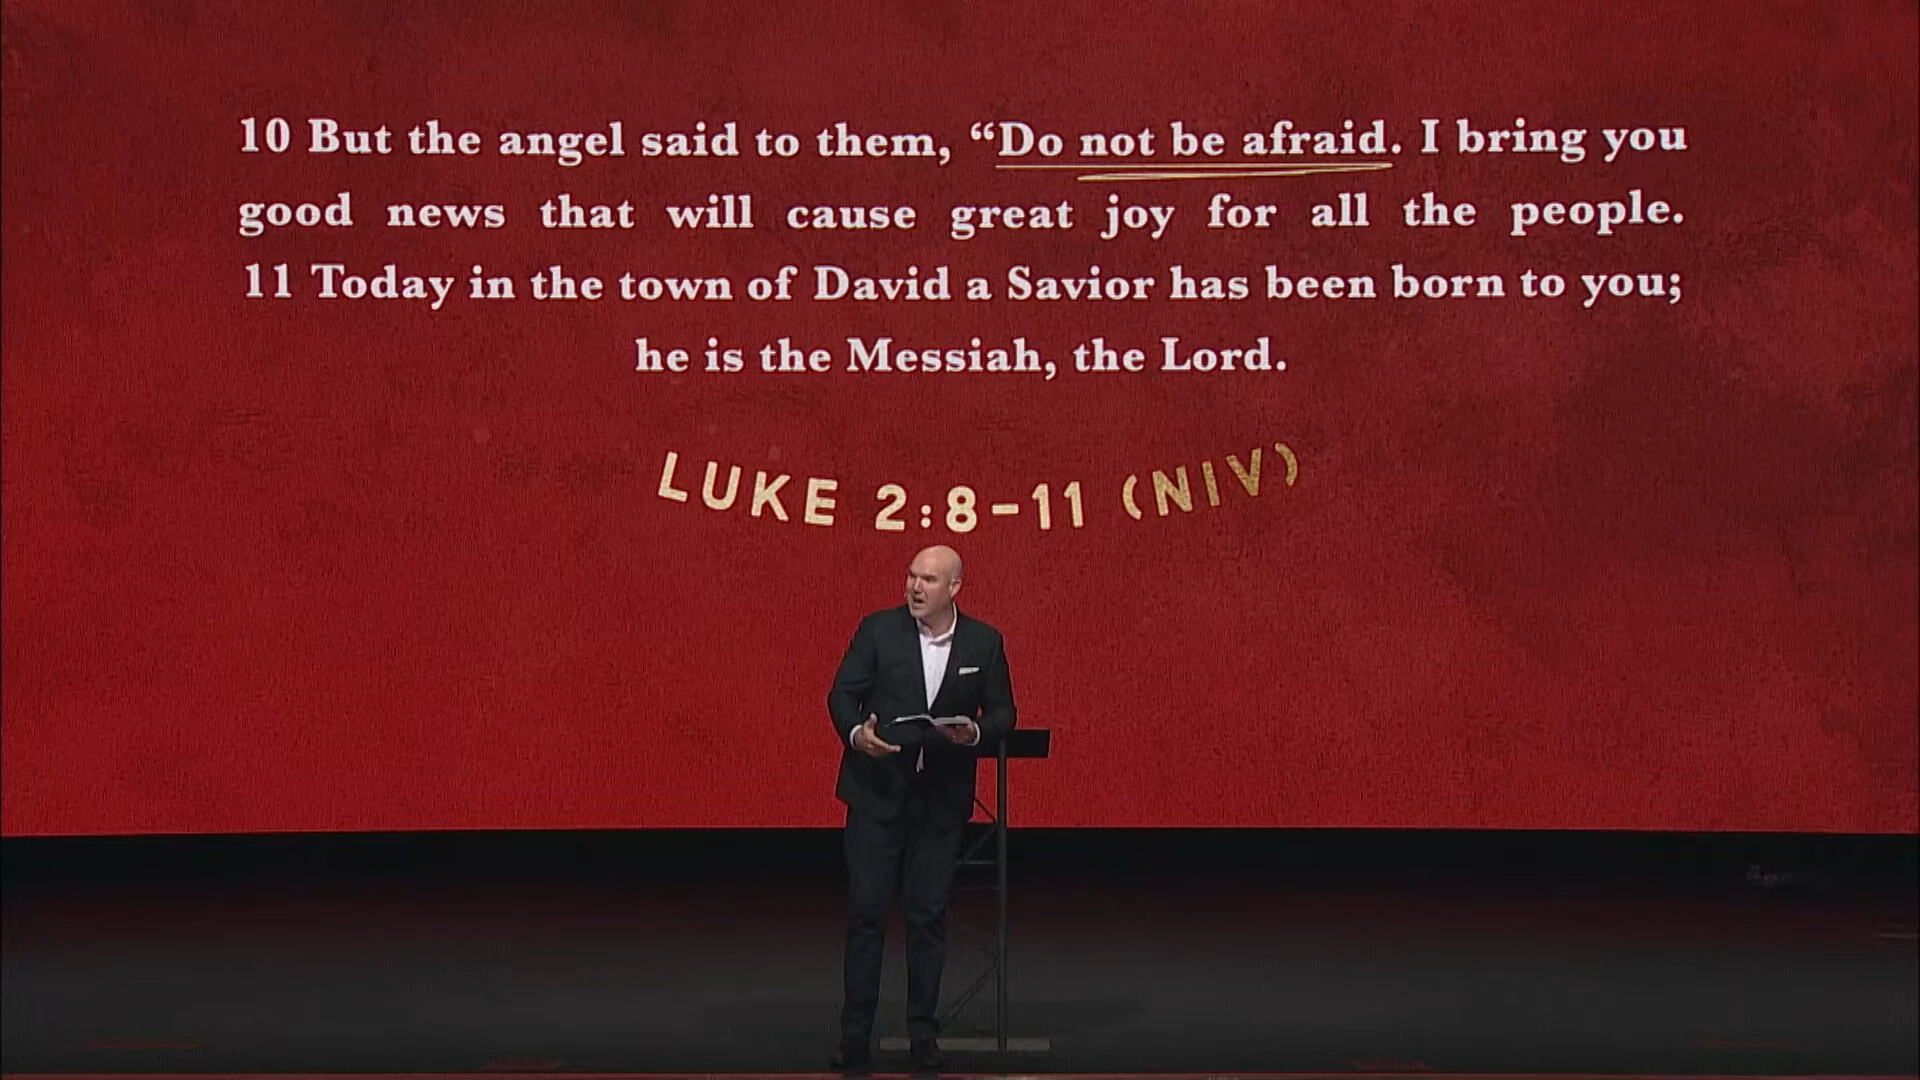 10 But the angel said to them, “Do not be afraid. I bring you
good news that will cause great joy for all the people.
11 Today in the town of David a Savior has been born to you;
he is the Messiah, the Lord.
LUKE 2:8-11 (NIV)